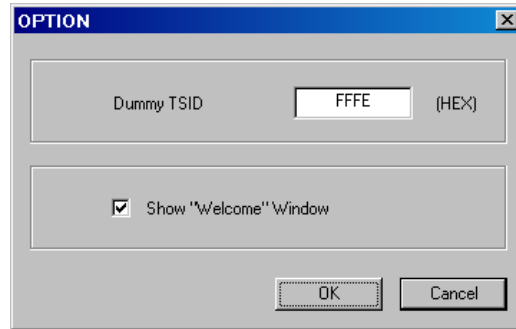 OPTION
Dummy TSID FFFE (HEX)
Show "Welcome" Window
OK Cancel